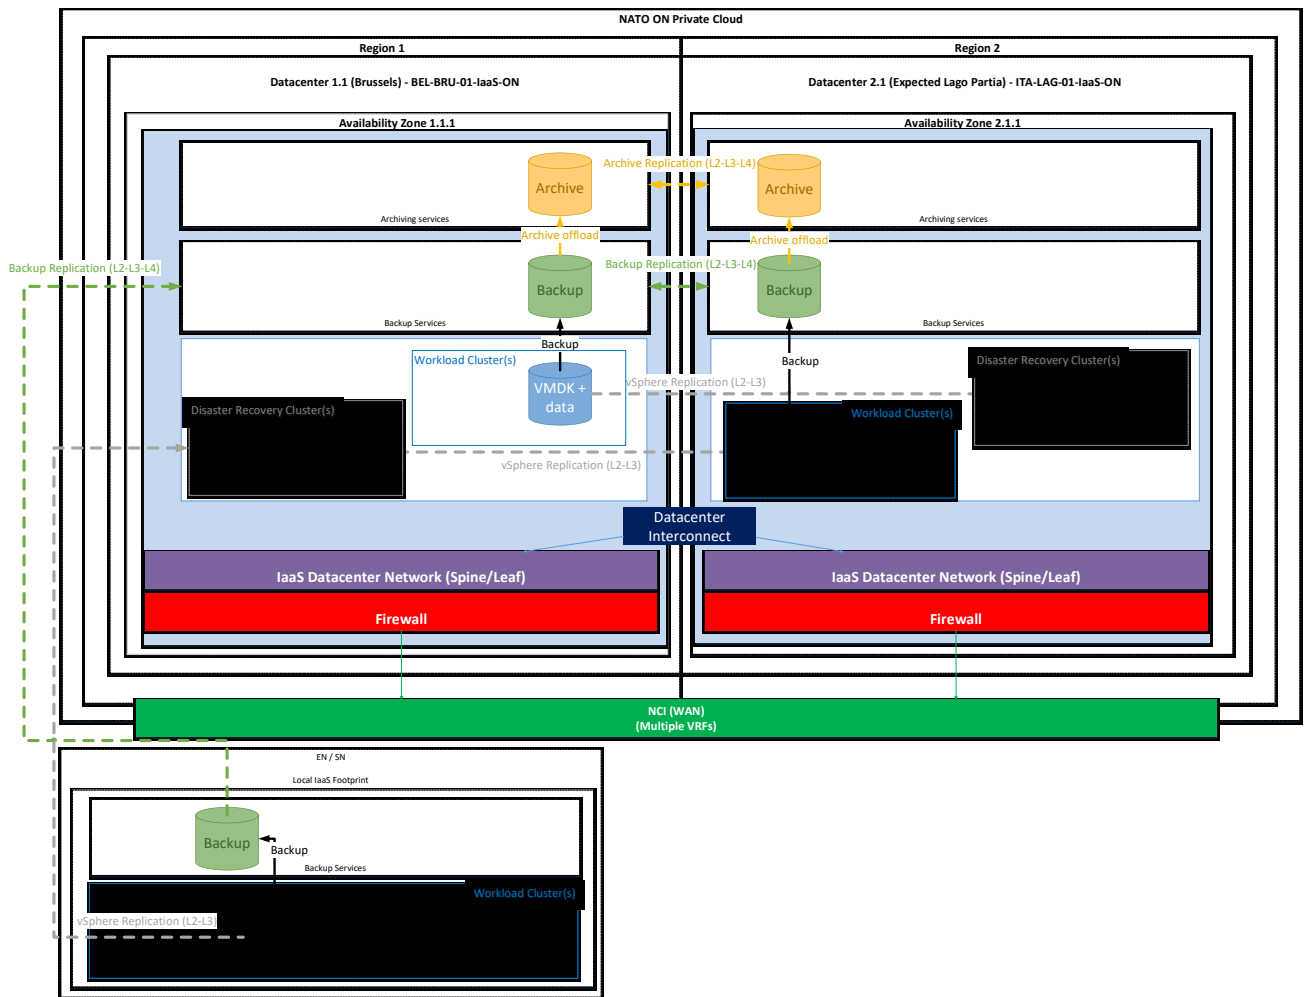 NATO ON Private Cloud
Region 1
Region 2
Datacenter 1.1 (Brussels) - BEL-BRU-01-IaaS-ON
Datacenter 2.1 (Expected Lago Partia) - ITA-LAG-01-IaaS-ON
Availability Zone 1.1.1
Availability Zone 2.1.1
Archive
Archive Replication (L2-L3-L4)
Archive
Archiving services
Archiving services
Archive offload
Archive offload
Backup Replication (L2-L3-L4)
Backup Replication (L2-L3-L4)
Backup
Backup
Backup Services
Backup Services
Backup
Backup
Workload Cluster(s)
Disaster Recovery Cluster(s)
VMDK +
data
vSphere Replication (L2-L3)
Disaster Recovery Cluster(s)
Workload Cluster(s)
vSphere Replication (L2-L3)
Datacenter
Interconnect
IaaS Datacenter Network (Spine/Leaf)
IaaS Datacenter Network (Spine/Leaf)
Firewall
Firewall
NCI (WAN)
(Multiple VRFs)
EN / SN
Local IaaS Footprint
Backup
Backup
Backup Services
Workload Cluster(s)
vSphere Replication (L2-L3)